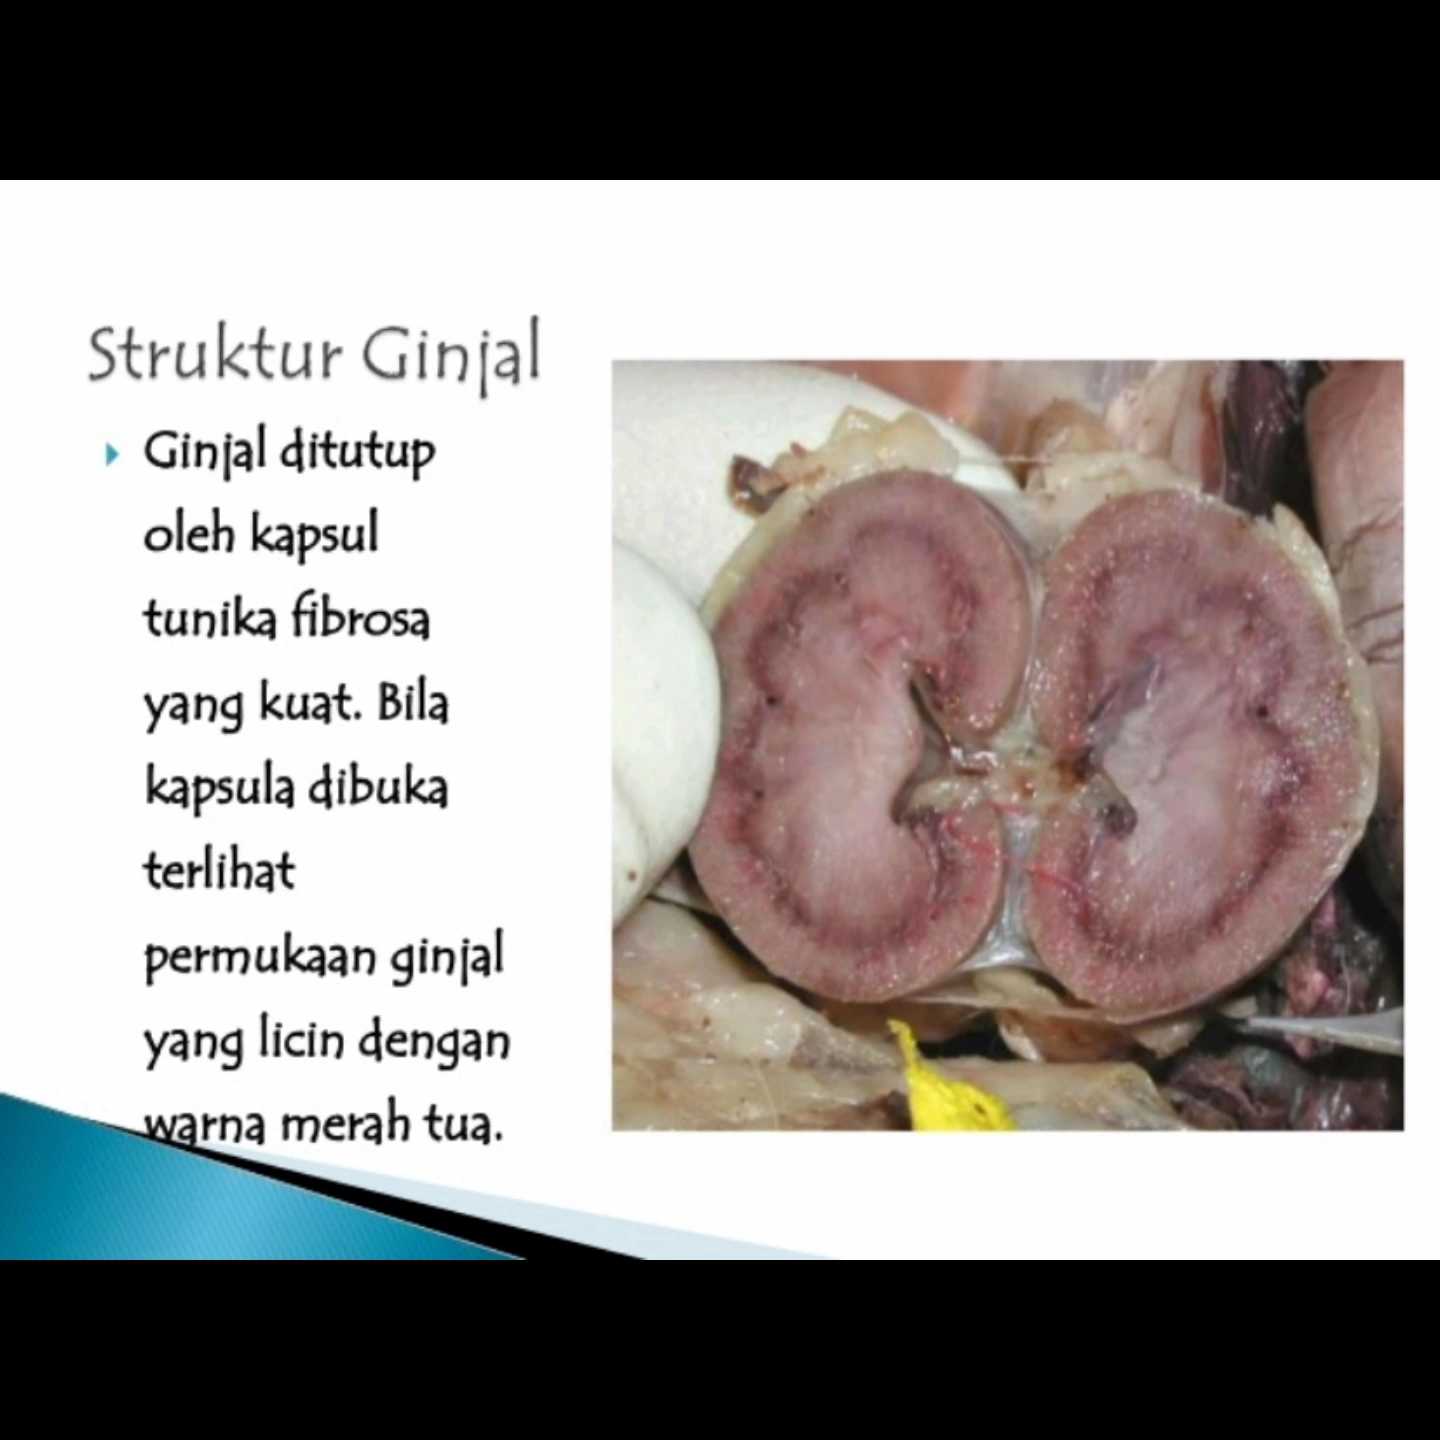 Struktur Ginjal
Ginjal ditutup
oleh kapsul
tunika fibrosa
yang kuat. Bila
kapsula dibuka
terlihat
permukaan ginjal
yang licin dengan
warna merah tua.